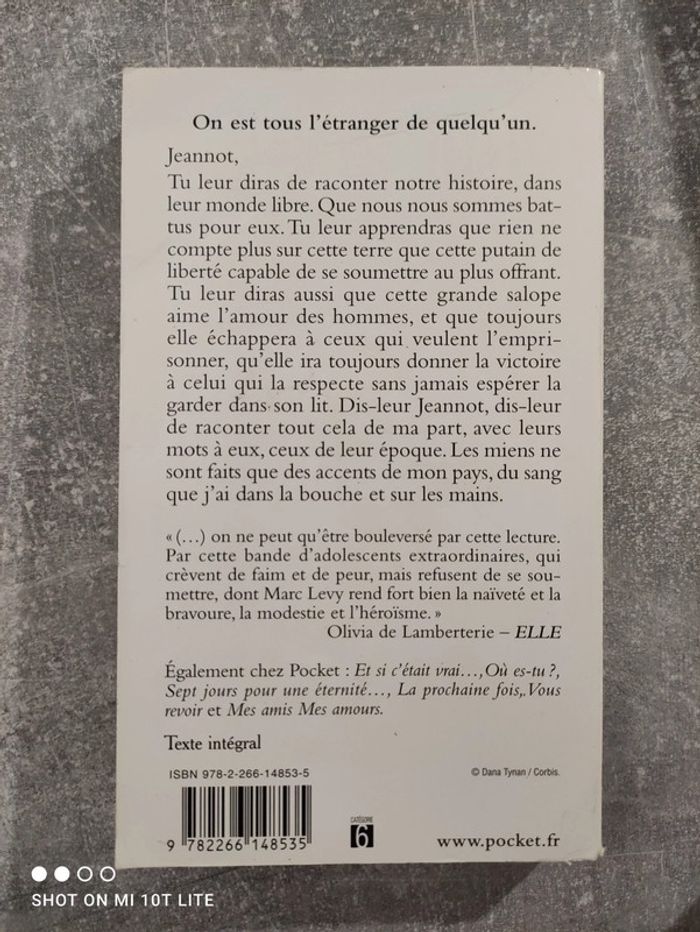 On est tous l'étranger de quelqu'un.
Jeannot,
Tu leur diras de raconter notre histoire, dans
leur monde libre. Que nous nous sommes bat-
tus pour eux. Tu leur apprendras que rien ne
compte plus sur cette terre que cette putain de
liberté capable de se soumettre au plus offrant.
Tu leur diras aussi que cette grande salope
aime l'amour des hommes, et que toujours
elle échappera à ceux qui veulent l'empri-
sonner, qu'elle ira toujours donner la victoire
à celui qui la respecte sans jamais espérer la
garder dans son lit. Dis-leur Jeannot, dis-leur
de raconter tout cela de ma part, avec leurs
mots à eux, ceux de leur époque. Les miens ne
sont faits que des accents de mon pays, du sang
que j'ai dans la bouche et sur les mains.
« (…) on ne peut qu'être bouleversé par cette lecture.
Par cette bande d'adolescents extraordinaires, qui
crèvent de faim et de peur, mais refusent de se sou-
mettre, dont Marc Levy rend fort bien la naïveté et la
bravoure, la modestie et l'héroïsme. »
Olivia de Lamberterie – ELLE
Également chez Pocket : Et si c'était vrai…, Où es-tu ?,
Sept jours pour une éternité…, La prochaine fois, Vous
revoir et Mes amis Mes amours.
Texte intégral
ISBN 978-2-266-14853-5
© Dana Tynan / Corbis.
9 782266 148535
CATÉGORIE
6
www.pocket.fr
SHOT ON MI 10T LITE